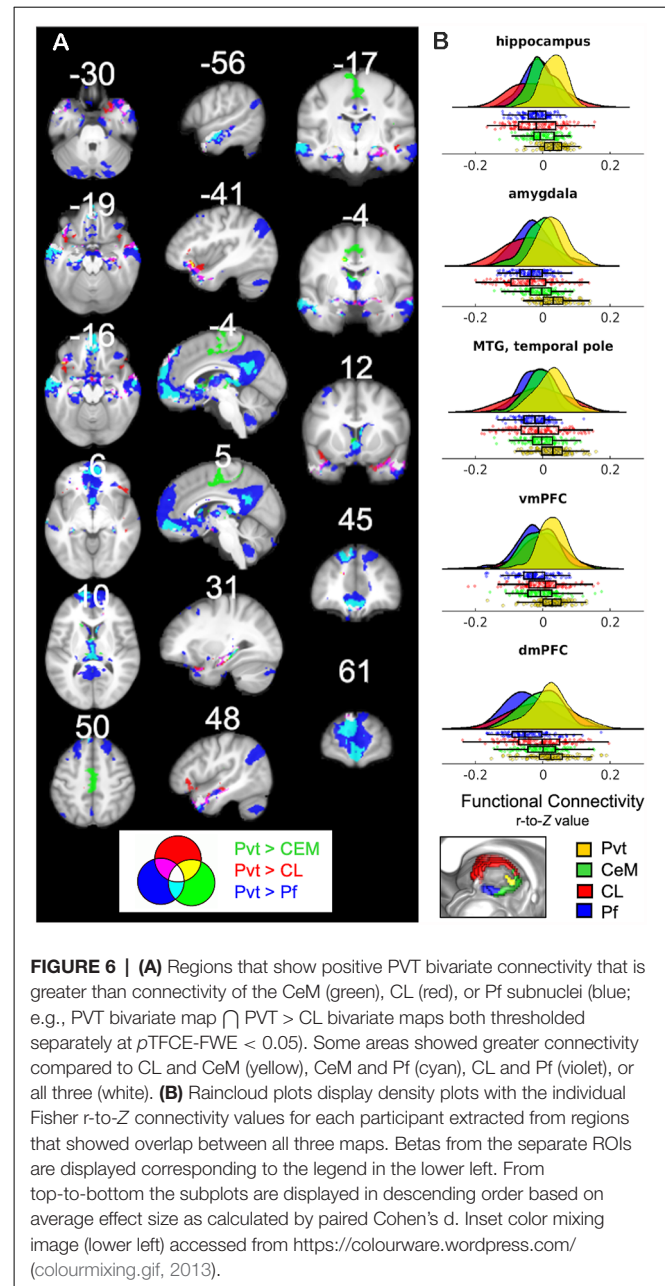 A
-30
-56
-17
-19
-41
-4
-16
-4
12
-6
5
45
10
31
61
50
48
Pvt > CEM
Pvt > CL
Pvt > Pf
B
hippocampus
-0.2 0 0.2
amygdala
-0.2 0 0.2
MTG, temporal pole
-0.2 0 0.2
vmPFC
-0.2 0 0.2
dmPFC
-0.2 0 0.2
Functional Connectivity
r-to-Z value
Pvt
CeM
CL
Pf
FIGURE 6 | (A) Regions that show positive PVT bivariate connectivity that is
greater than connectivity of the CeM (green), CL (red), or Pf subnuclei (blue;
e.g., PVT bivariate map ⋂ PVT > CL bivariate maps both thresholded
separately at pTFCE-FWE < 0.05). Some areas showed greater connectivity
compared to CL and CeM (yellow), CeM and Pf (cyan), CL and Pf (violet), or
all three (white). (B) Raincloud plots display density plots with the individual
Fisher r-to-Z connectivity values for each participant extracted from regions
that showed overlap between all three maps. Betas from the separate ROIs
are displayed corresponding to the legend in the lower left. From
top-to-bottom the subplots are displayed in descending order based on
average effect size as calculated by paired Cohen's d. Inset color mixing
image (lower left) accessed from https://colourware.wordpress.com/
(colourmixing.gif, 2013).